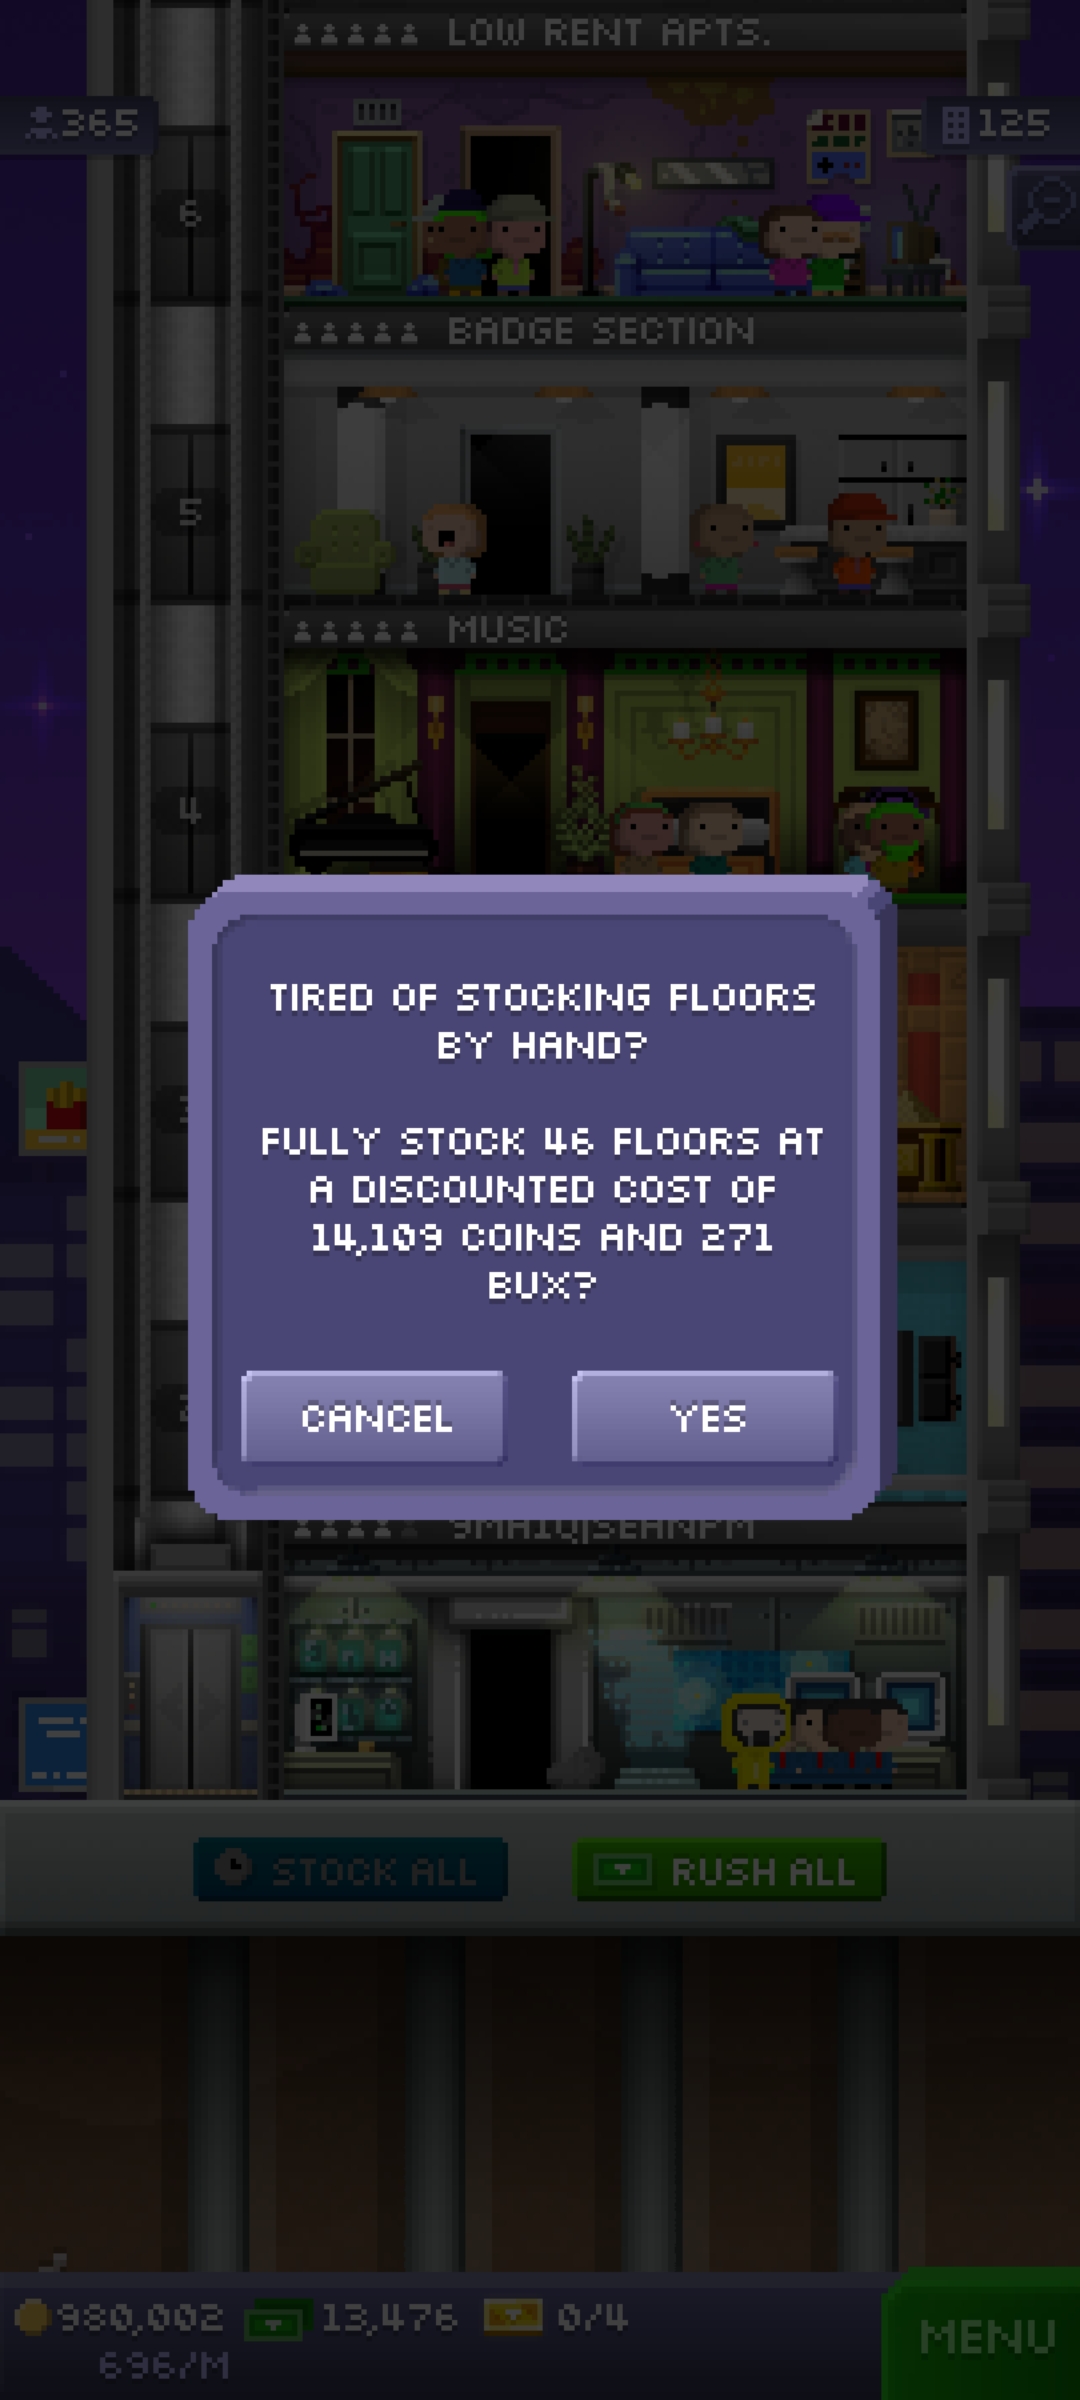 LOW RENT APTS.
365
125
6
BADGE SECTION
5
MUSIC
4
TIRED OF STOCKING FLOORS
BY HAND?
FULLY STOCK 46 FLOORS AT
A DISCOUNTED COST OF
14,109 COINS AND 271
BUX?
CANCEL
YES
STOCK ALL
RUSH ALL
980,002
13,476
0/4
696/M
MENU